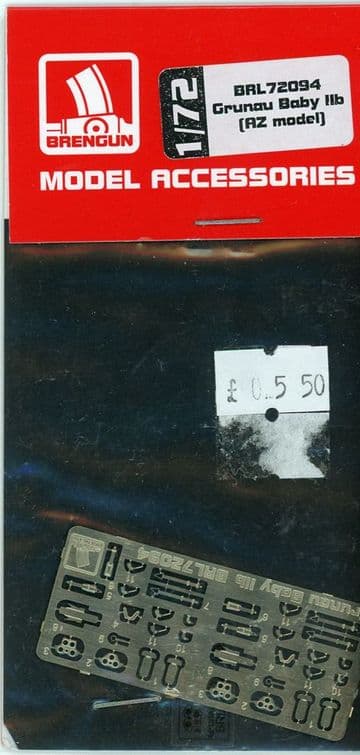 BRENGUN
1/72
BRL72094
Grunau Baby IIb
(AZ model)
MODEL ACCESSORIES
£ 0.5 50
Grunau Baby IIb BRL72094